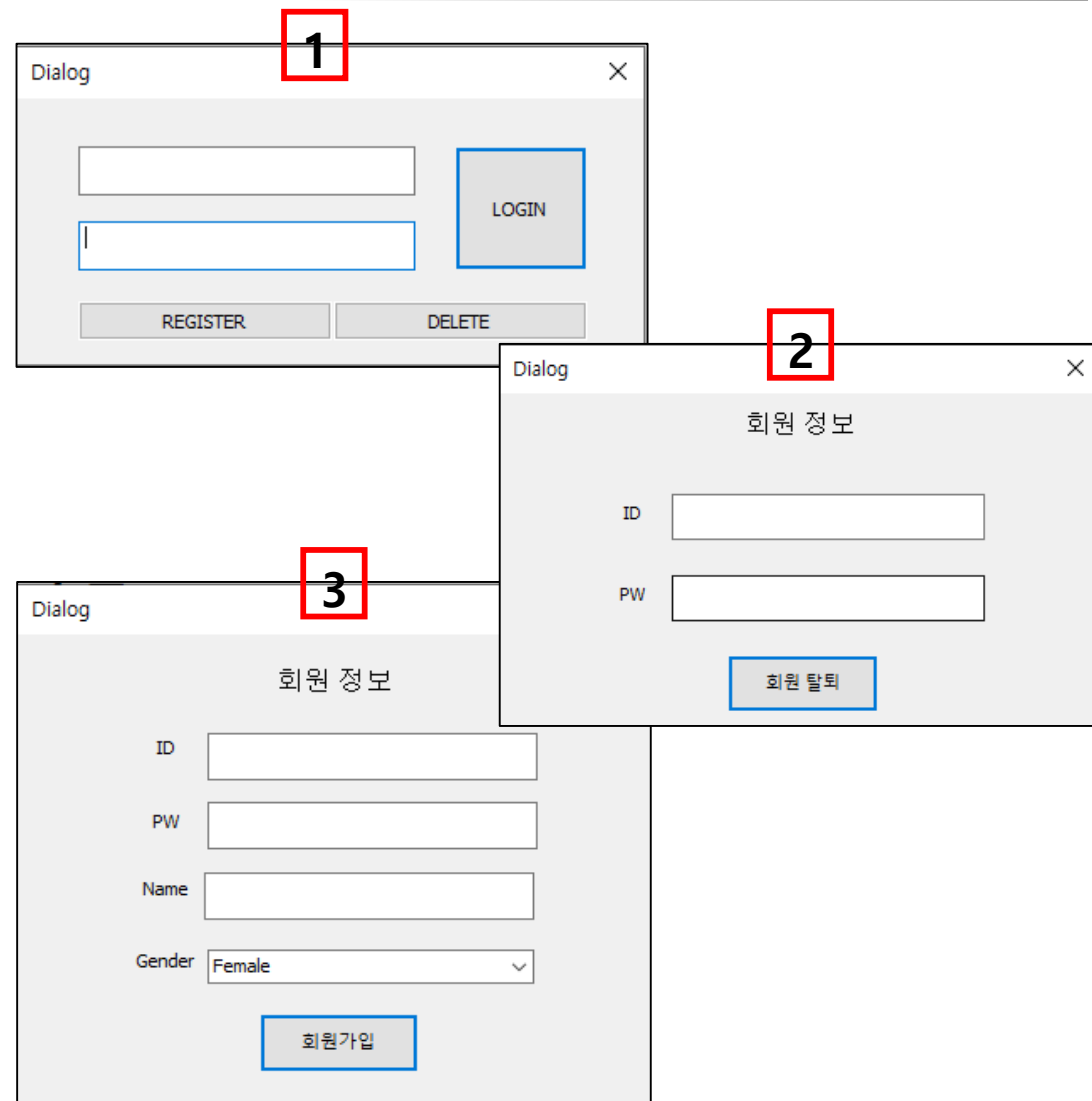 1
Dialog
LOGIN
REGISTER
DELETE
2
Dialog
회원 정보
ID
PW
회원 탈퇴
3
Dialog
회원 정보
ID
PW
Name
Gender
Female
회원가입